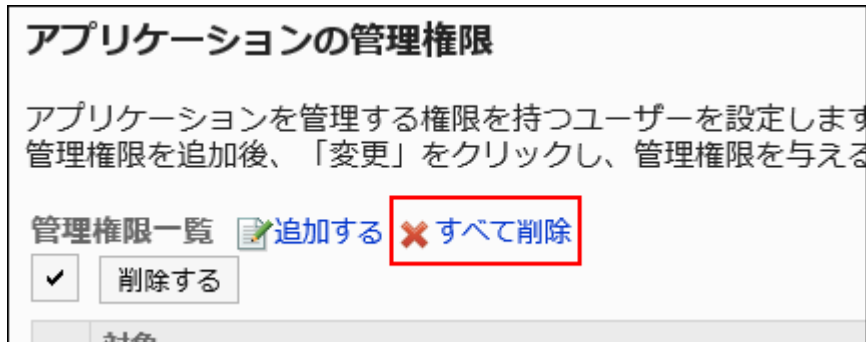 アプリケーションの管理権限
アプリケーションを管理する権限を持つユーザーを設定します
管理権限を追加後、「変更」をクリックし、管理権限を与える
管理権限一覧 追加する すべて削除
削除する
対象